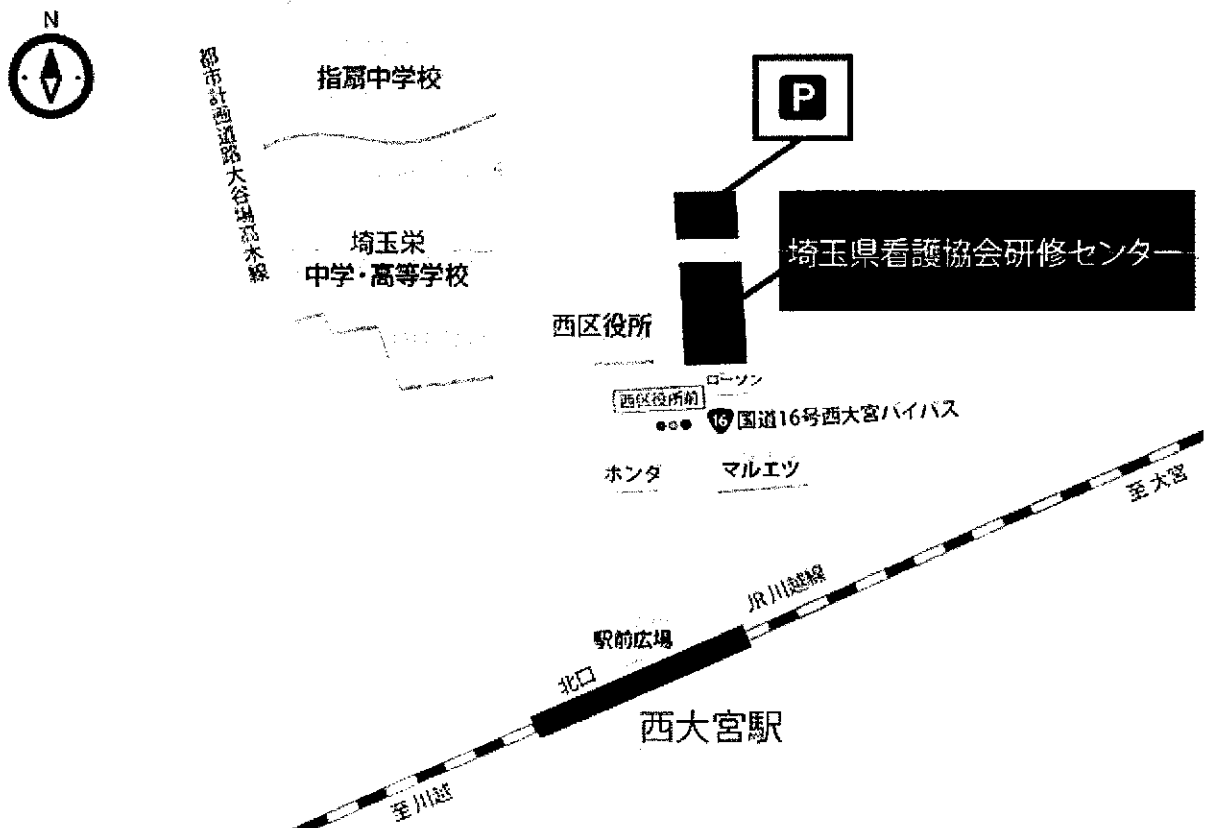 N
都市計画道路大谷場高木線
指扇中学校
P
埼玉栄
中学・高等学校
埼玉県看護協会研修センター
西区役所
ローソン
西区役所前
16
国道16号西大宮バイパス
ホンダ
マルエツ
至大宮
JR川越線
駅前広場
北口
西大宮駅
至川越